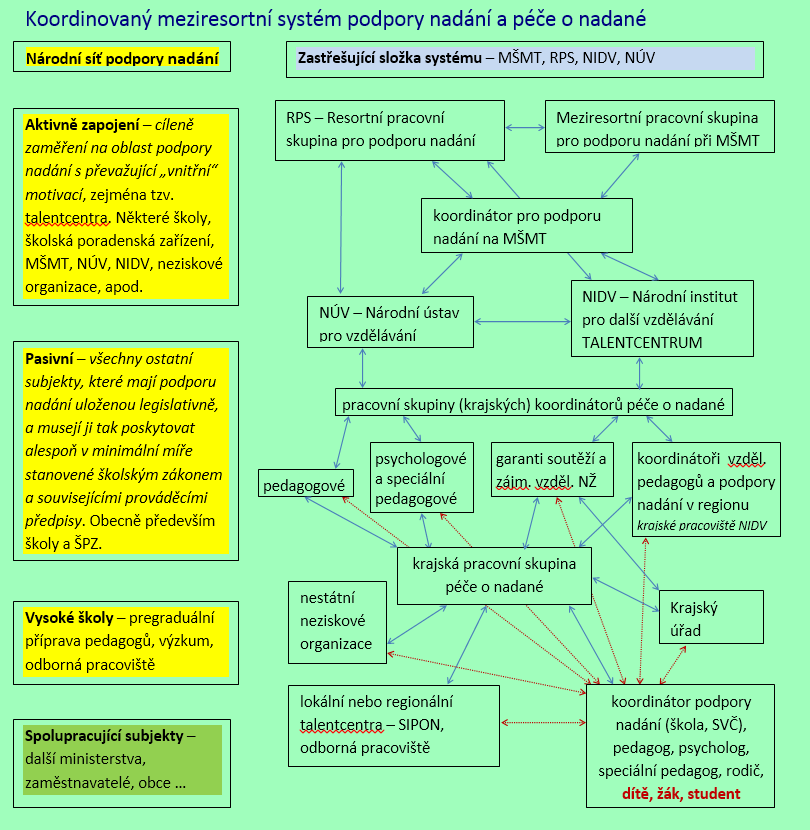 Koordinovaný meziresortní systém podpory nadání a péče o nadané
Národní síť podpory nadání
Zastřešující složka systému – MŠMT, RPS, NIDV, NÚV
Aktivně zapojení – cíleně
zaměření na oblast podpory
nadání s převažující „vnitřní“
motivací, zejména tzv.
talentcentra. Některé školy,
školská poradenská zařízení,
MŠMT, NÚV, NIDV, neziskové
organizace, apod.
Pasivní – všechny ostatní
subjekty, které mají podporu
nadání uloženou legislativně,
a musejí ji tak poskytovat
alespoň v minimální míře
stanovené školským zákonem
a souvisejícími prováděcími
předpisy. Obecně především
školy a ŠPZ.
Vysoké školy – pregraduální
příprava pedagogů, výzkum,
odborná pracoviště
Spolupracující subjekty –
další ministerstva,
zaměstnavatelé, obce ...
RPS – Resortní pracovní
skupina pro podporu nadání
Meziresortní pracovní skupina
pro podporu nadání při MŠMT
koordinátor pro podporu
nadání na MŠMT
NÚV – Národní ústav
pro vzdělávání
NIDV – Národní institut
pro další vzdělávání
TALENTCENTRUM
pracovní skupiny (krajských) koordinátorů péče o nadané
pedagogové
psychologové
a speciální
pedagogové
garanti soutěží a
zájm. vzděl. NŽ
koordinátoři vzděl.
pedagogů a podpory
nadání v regionu
krajské pracoviště NIDV
krajská pracovní skupina
péče o nadané
nestátní
neziskové
organizace
Krajský
úřad
lokální nebo regionální
talentcentra – SIPON,
odborná pracoviště
koordinátor podpory
nadání (škola, SVČ),
pedagog, psycholog,
speciální pedagog, rodič,
dítě, žák, student